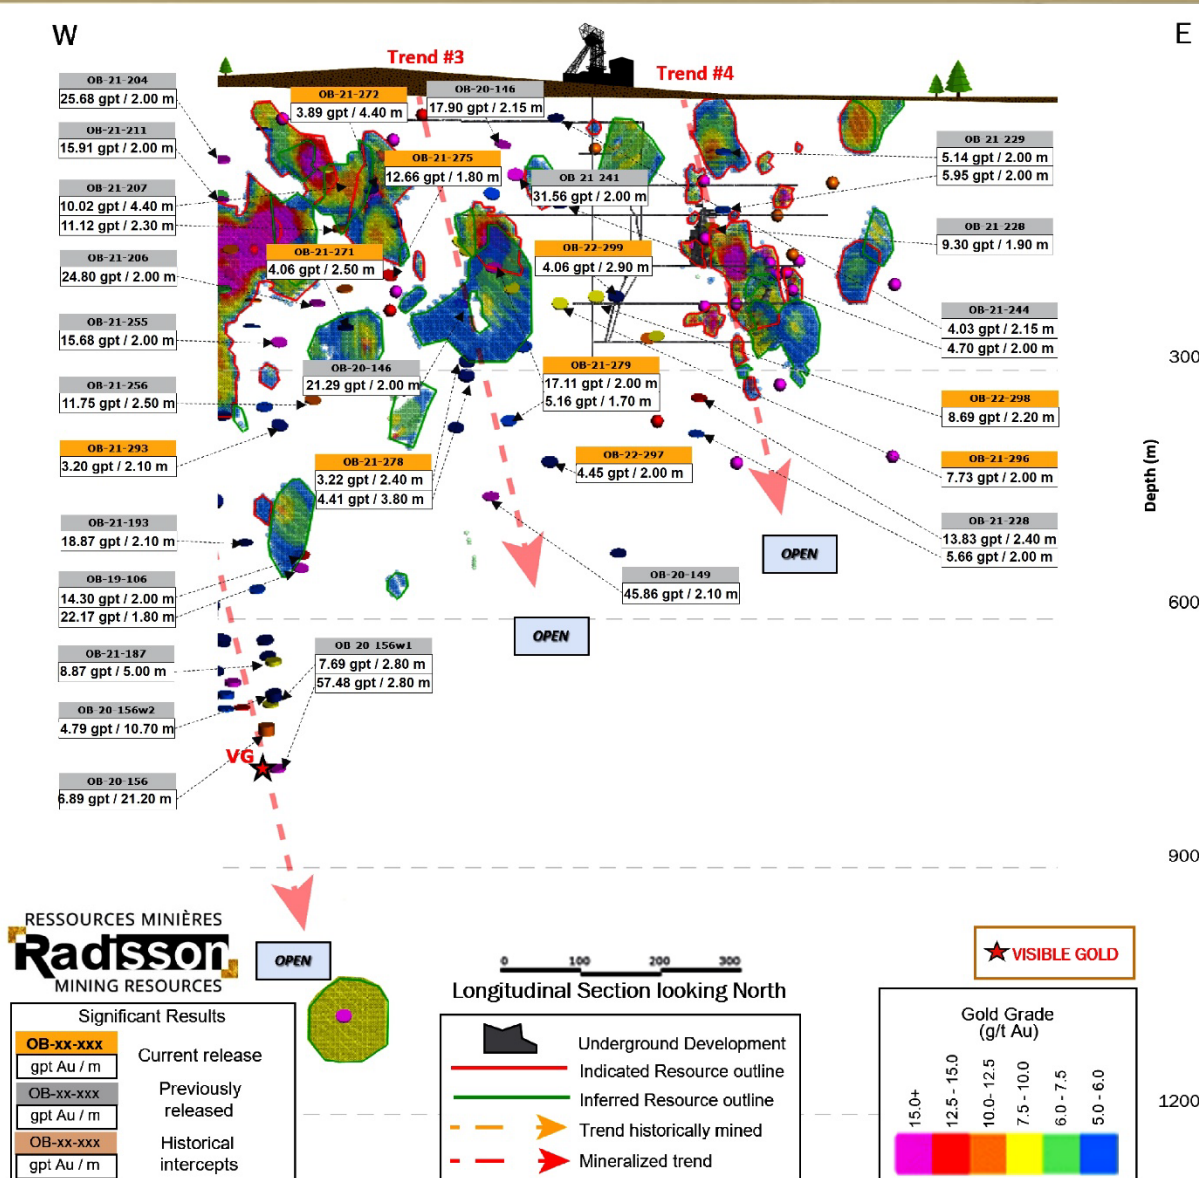 W
E
Trend #3
Trend #4
OB-21-204
25.68 gpt / 2.00 m
OB-21-211
15.91 gpt / 2.00 m
OB-21-207
10.02 gpt / 4.40 m
11.12 gpt / 2.30 m
OB-21-206
24.80 gpt / 2.00 m
OB-21-255
15.68 gpt / 2.00 m
OB-21-256
11.75 gpt / 2.50 m
OB-21-293
3.20 gpt / 2.10 m
OB-21-193
18.87 gpt / 2.10 m
OB-19-106
14.30 gpt / 2.00 m
22.17 gpt / 1.80 m
OB-21-187
8.87 gpt / 5.00 m
OB-20-156w2
4.79 gpt / 10.70 m
OB-20-156
6.89 gpt / 21.20 m
OB-21-272
3.89 gpt / 4.40 m
OB-20-146
17.90 gpt / 2.15 m
OB-21-275
12.66 gpt / 1.80 m
OB-21-241
31.56 gpt / 2.00 m
OB-21-271
4.06 gpt / 2.50 m
OB-22-299
4.06 gpt / 2.90 m
OB-20-146
21.29 gpt / 2.00 m
OB-21-279
17.11 gpt / 2.00 m
5.16 gpt / 1.70 m
OB-21-278
3.22 gpt / 2.40 m
4.41 gpt / 3.80 m
OB-22-297
4.45 gpt / 2.00 m
OB-20-149
45.86 gpt / 2.10 m
OB-20-156w1
7.69 gpt / 2.80 m
57.48 gpt / 2.80 m
VG
OB-21-229
5.14 gpt / 2.00 m
5.95 gpt / 2.00 m
OB-21-228
9.30 gpt / 1.90 m
OB-21-244
4.03 gpt / 2.15 m
4.70 gpt / 2.00 m
OB-22-298
8.69 gpt / 2.20 m
OB-21-296
7.73 gpt / 2.00 m
OB-21-228
13.83 gpt / 2.40 m
5.66 gpt / 2.00 m
OPEN
OPEN
OPEN
300
600
900
1200
Depth (m)
RESSOURCES MINIÈRES
Radisson
MINING RESOURCES
Significant Results
OB-xx-xxx
gpt Au / m
Current release
OB-xx-xxx
gpt Au / m
Previously
released
OB-xx-xxx
gpt Au / m
Historical
intercepts
0 100 200 300
Longitudinal Section looking North
Underground Development
Indicated Resource outline
Inferred Resource outline
Trend historically mined
Mineralized trend
VISIBLE GOLD
Gold Grade
(g/t Au)
15.0+
12.5 - 15.0
10.0- 12.5
7.5 - 10.0
6.0 - 7.5
5.0 - 6.0